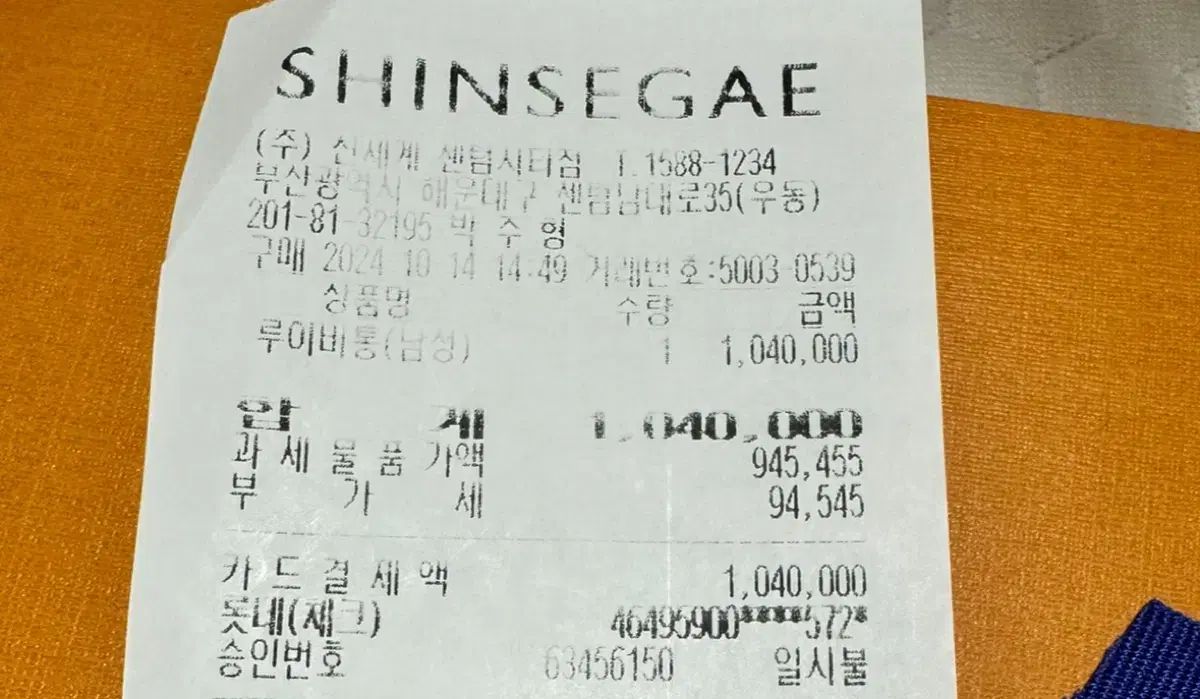 SHINSEGAE
(주) 신세계 센텀시티점 T.1588-1234
부산광역시 해운대구 센텀남대로35(우동)
201-81-32195 박 주 형
구매 2024 10 14 14:49 거래번호:5003-0539
상품명 수량 금액
루이비통(남성) 1 1,040,000
합 계 1,040,000
과 세 물 품 가액 945,455
부 가 세 94,545
카 드 결 제 액 1,040,000
롯데(체크) 46495900****572*
승인번호 63456150 일시불